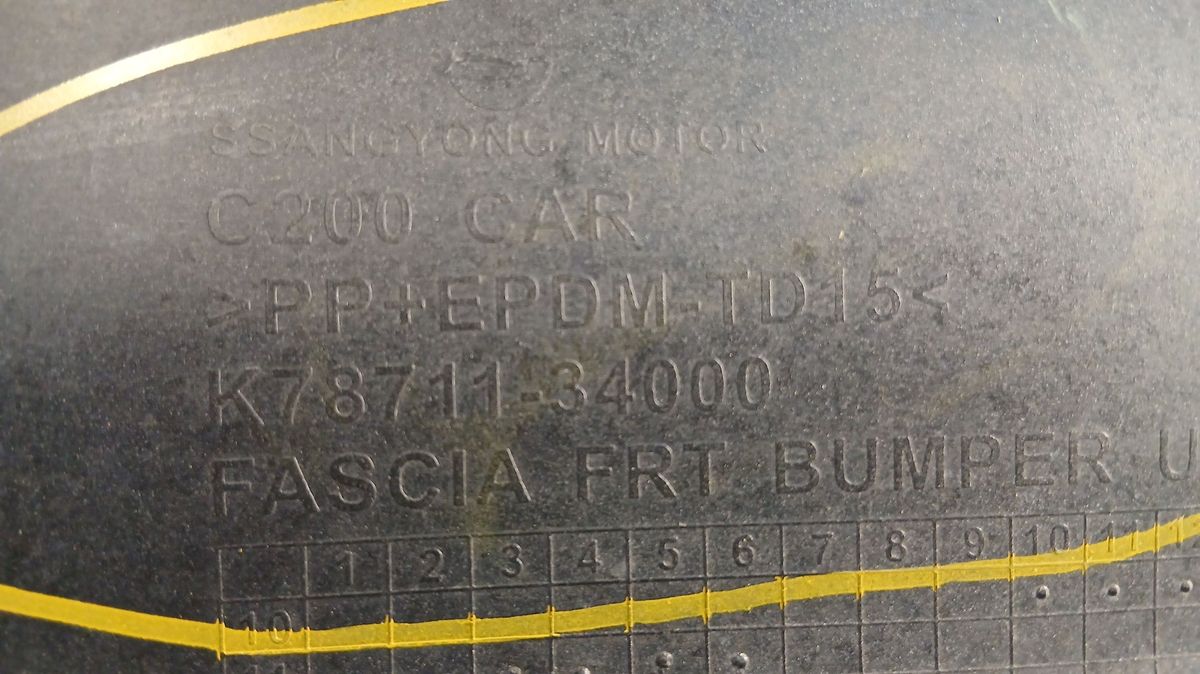 SSANGYONG MOTOR
C200 CAR
>PP+EPDM-TD15<
K78711-34000
FASCIA FRT BUMPER U
1 2 3 4 5 6 7 8 9 10 11
10